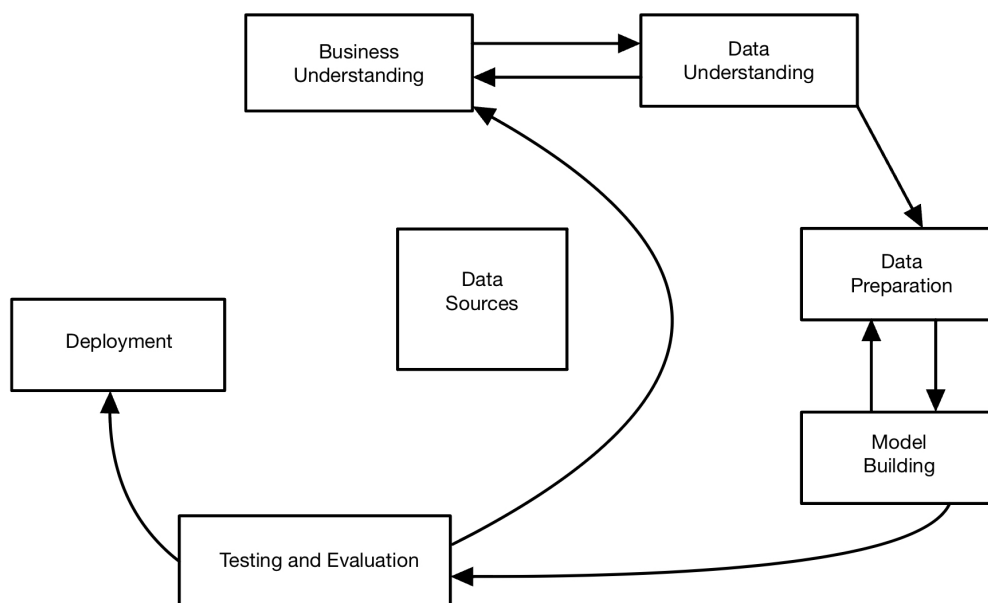 Business
Understanding
Data
Understanding
Data
Sources
Data
Preparation
Deployment
Model
Building
Testing and Evaluation